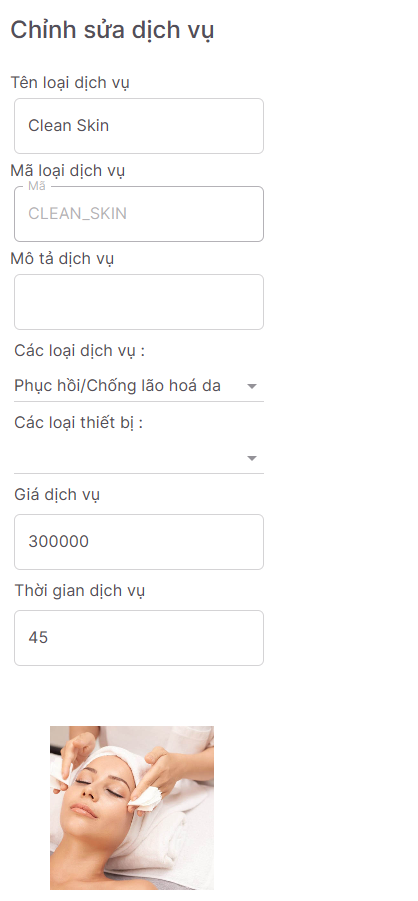 Chỉnh sửa dịch vụ
Tên loại dịch vụ
Clean Skin
Mã loại dịch vụ
Mã
CLEAN_SKIN
Mô tả dịch vụ
Các loại dịch vụ :
Phục hồi/Chống lão hoá da
Các loại thiết bị :
Giá dịch vụ
300000
Thời gian dịch vụ
45